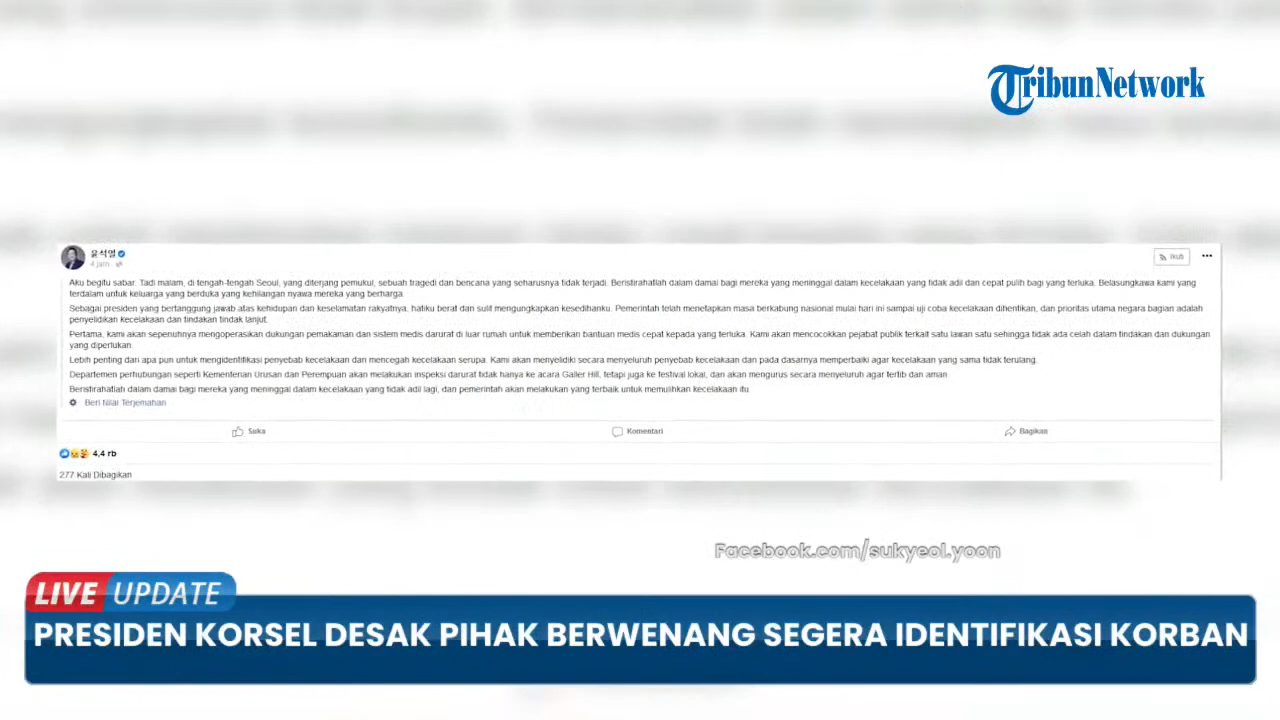 TribunNetwork
윤석열
4 jam
Ikuti
Aku begitu sabar. Tadi malam, di tengah-tengah Seoul, yang diterjang pemukul, sebuah tragedi dan bencana yang seharusnya tidak terjadi. Beristirahatlah dalam damai bagi mereka yang meninggal dalam kecelakaan yang tidak adil dan cepat pulih bagi yang terluka. Belasungkawa kami yang
terdalam untuk keluarga yang berduka yang kehilangan nyawa mereka yang berharga.
Sebagai presiden yang bertanggung jawab atas kehidupan dan keselamatan rakyatnya, hatiku berat dan sulit mengungkapkan kesedihanku. Pemerintah telah menetapkan masa berkabung nasional mulai hari ini sampai uji coba kecelakaan dihentikan, dan prioritas utama negara bagian adalah
penyelidikan kecelakaan dan tindakan tindak lanjut.
Pertama, kami akan sepenuhnya mengoperasikan dukungan pemakaman dan sistem medis darurat di luar rumah untuk memberikan bantuan medis cepat kepada yang terluka. Kami akan mencocokkan pejabat publik terkait satu lawan satu sehingga tidak ada celah dalam tindakan dan dukungan
yang diperlukan.
Lebih penting dari apa pun untuk mengidentifikasi penyebab kecelakaan dan mencegah kecelakaan serupa. Kami akan menyelidiki secara menyeluruh penyebab kecelakaan dan pada dasarnya memperbaiki agar kecelakaan yang sama tidak terulang.
Departemen perhubungan seperti Kementerian Urusan dan Perempuan akan melakukan inspeksi darurat tidak hanya ke acara Galler Hill, tetapi juga ke festival lokal, dan akan mengurus secara menyeluruh agar tertib dan aman.
Beristirahatlah dalam damai bagi mereka yang meninggal dalam kecelakaan yang tidak adil lagi, dan pemerintah akan melakukan yang terbaik untuk memulihkan kecelakaan itu
Beri Nilai Terjemahan
Suka
Komentari
Bagikan
4,4 rb
277 Kali Dibagikan
Facebook.com/sukyeol.yoon
LIVE UPDATE
PRESIDEN KORSEL DESAK PIHAK BERWENANG SEGERA IDENTIFIKASI KORBAN